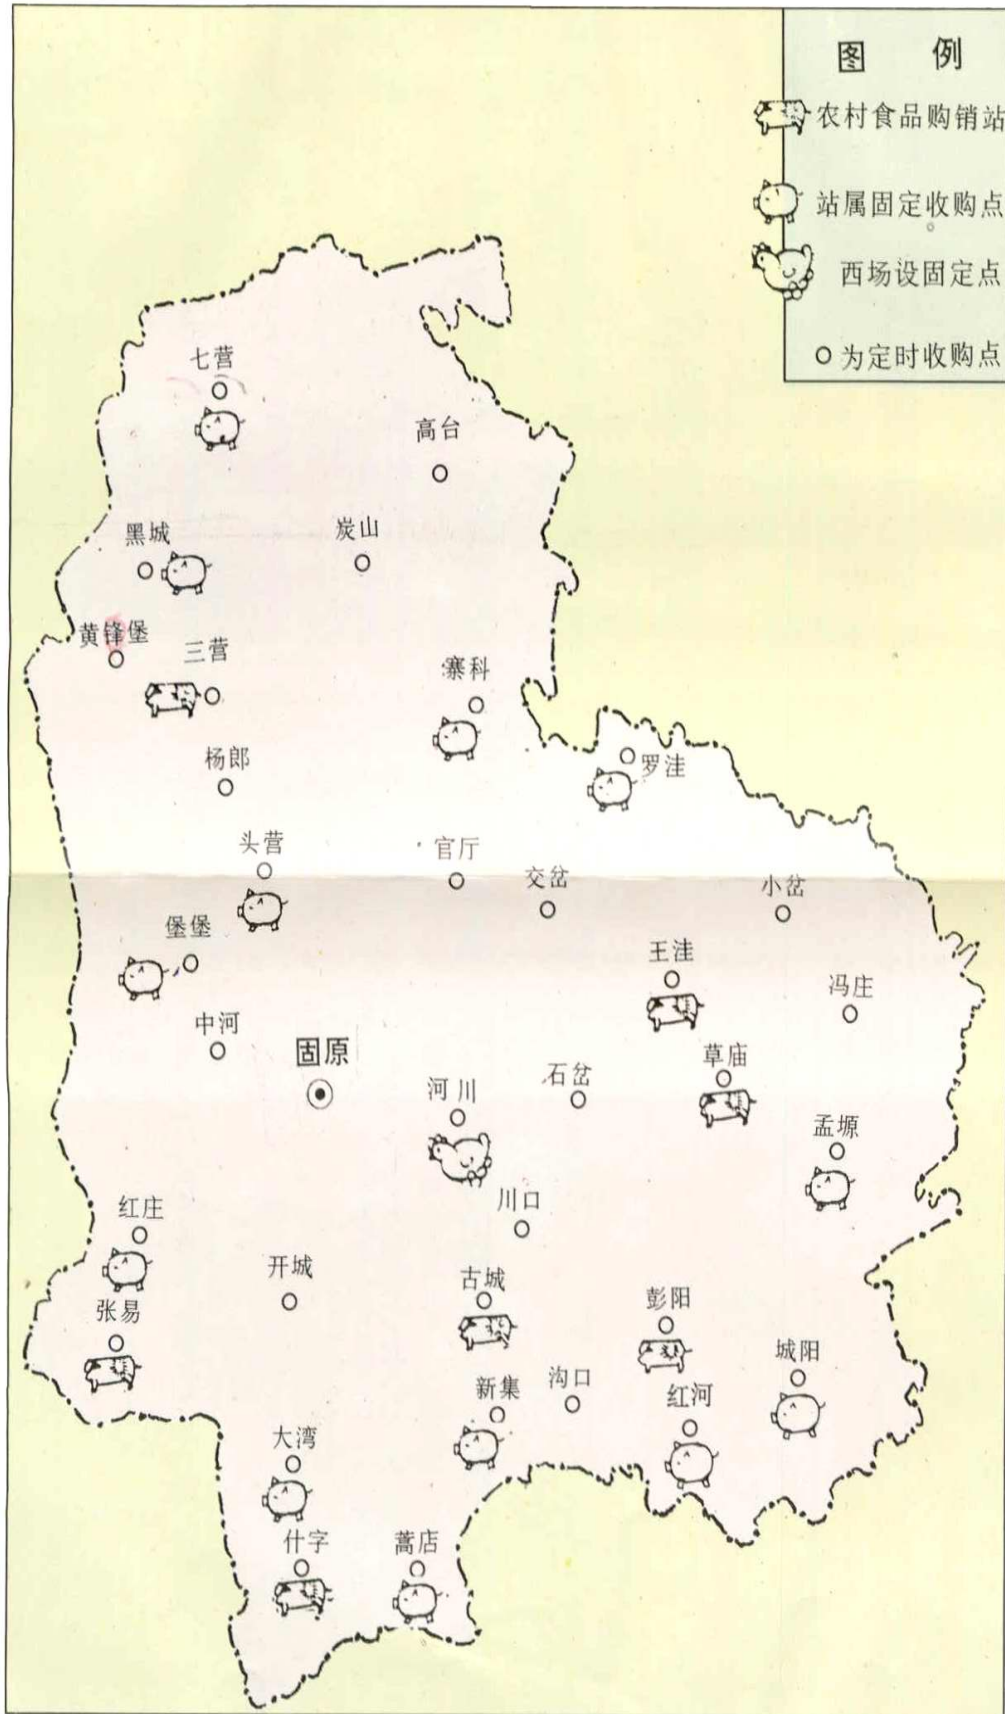 图 例
农村食品购销站
站属固定收购点
西场设固定点
为定时收购点
七营
高台
黑城
炭山
黄锋堡
三营
寨科
杨郎
罗洼
头营
官厅
交岔
小岔
堡堡
王洼
冯庄
中河
固原
石岔
草庙
河川
孟塬
川口
红庄
开城
古城
彭阳
张易
城阳
新集
沟口
红河
大湾
什字
蒿店